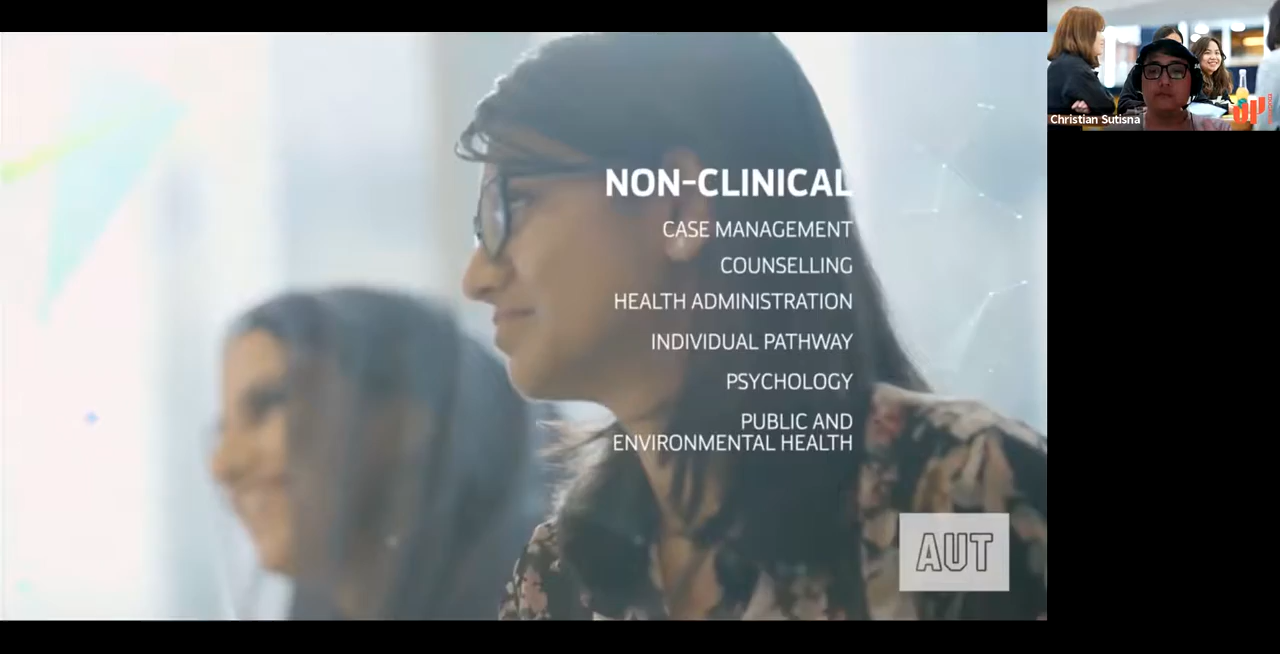 NON-CLINICAL
CASE MANAGEMENT
COUNSELLING
HEALTH ADMINISTRATION
INDIVIDUAL PATHWAY
PSYCHOLOGY
PUBLIC AND
ENVIRONMENTAL HEALTH
AUT
Christian Sutisna